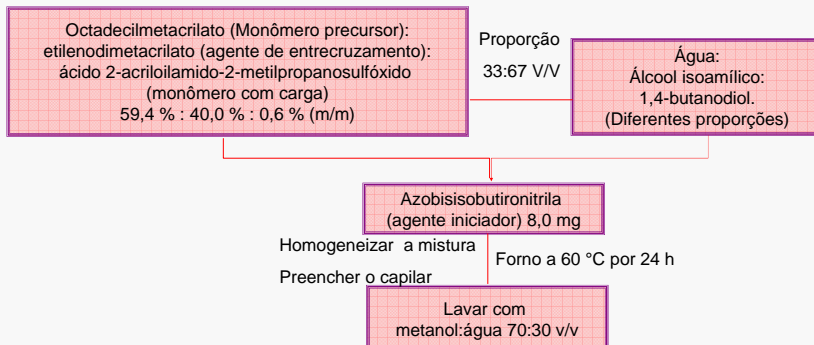 Octadecilmetacrilato (Monômero precursor):
etilenodimetacrilato (agente de entrecruzamento):
ácido 2-acriloilamido-2-metilpropanosulfóxido
(monômero com carga)
59,4 % : 40,0 % : 0,6 % (m/m)
Proporção
33:67 V/V
Água:
Álcool isoamílico:
1,4-butanodiol.
(Diferentes proporções)
Azobisisobutironitrila
(agente iniciador) 8,0 mg
Homogeneizar a mistura
Preencher o capilar
Forno a 60 °C por 24 h
Lavar com
metanol:água 70:30 v/v